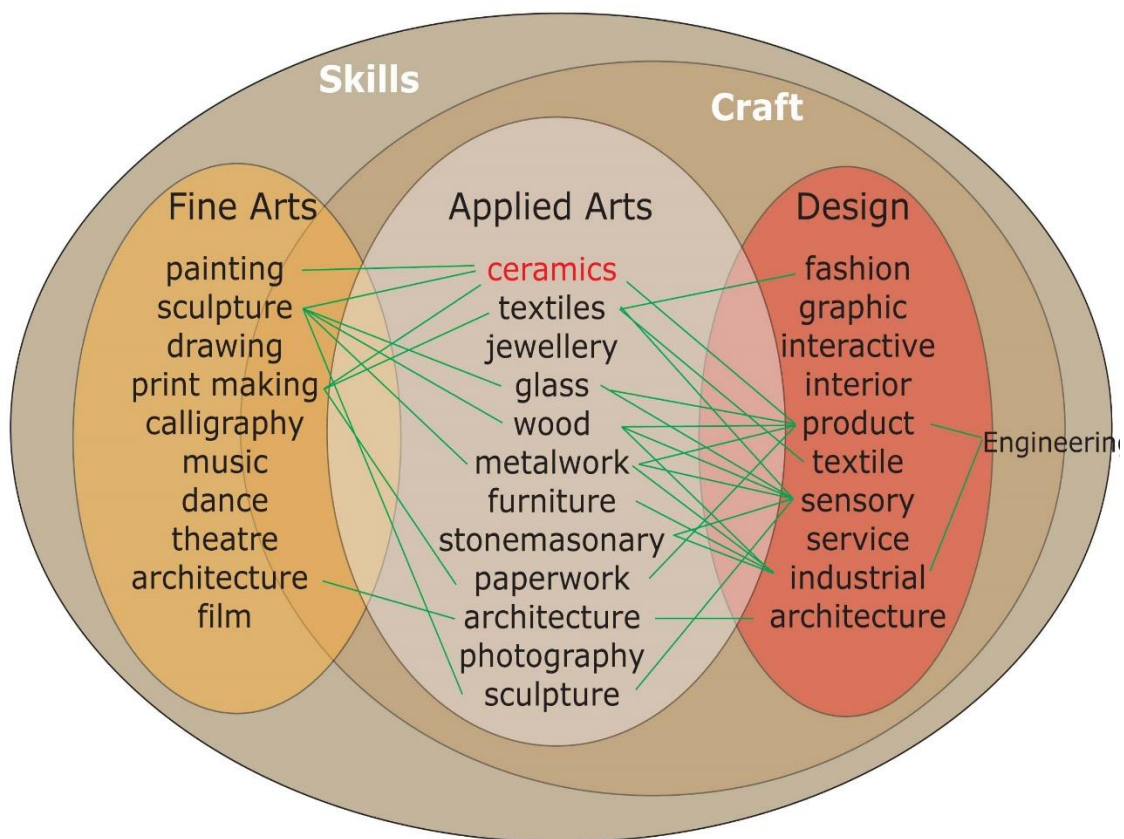 Skills
Craft
Fine Arts
painting
sculpture
drawing
print making
calligraphy
music
dance
theatre
architecture
film
Applied Arts
ceramics
textiles
jewellery
glass
wood
metalwork
furniture
stonemasonary
paperwork
architecture
photography
sculpture
Design
fashion
graphic
interactive
interior
product
textile
sensory
service
industrial
architecture
Engineering